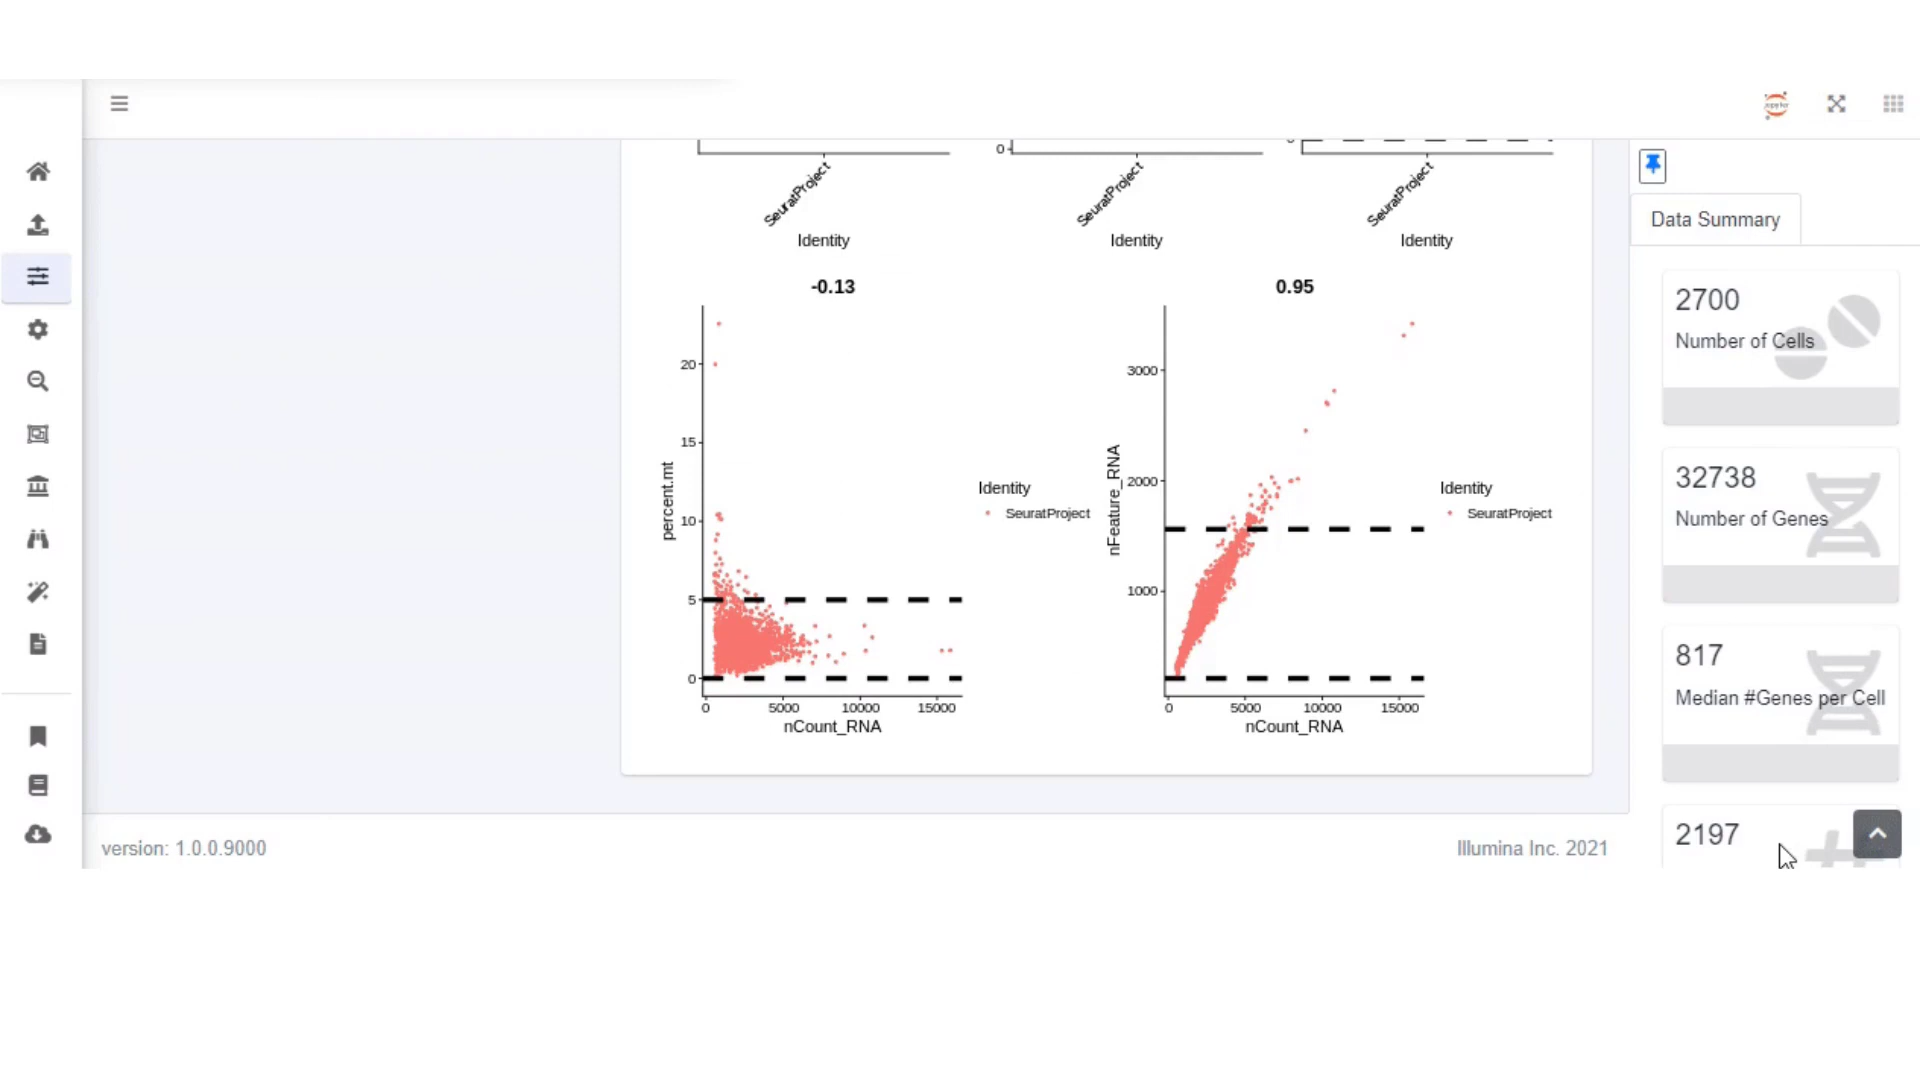 jupyter
0
0
SeuratProject
SeuratProject
SeuratProject
Identity
Identity
Identity
Data Summary
-0.13
0.95
20
15
10
5
0
percent.mt
0
5000
10000
15000
nCount_RNA
Identity
SeuratProject
3000
2000
1000
0
nFeature_RNA
0
5000
10000
15000
nCount_RNA
Identity
SeuratProject
2700
Number of Cells
32738
Number of Genes
817
Median #Genes per Cell
2197
version: 1.0.0.9000
Illumina Inc. 2021